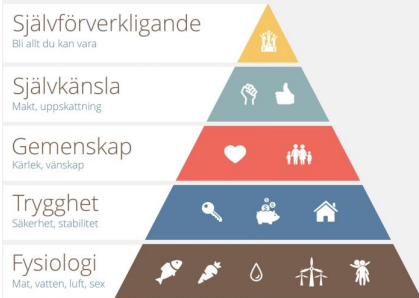 Självförverkligande
Bli allt du kan vara
Självkänsla
Makt, uppskattning
Gemenskap
Kärlek, vänskap
Trygghet
Säkerhet, stabilitet
Fysiologi
Mat, vatten, luft, sex